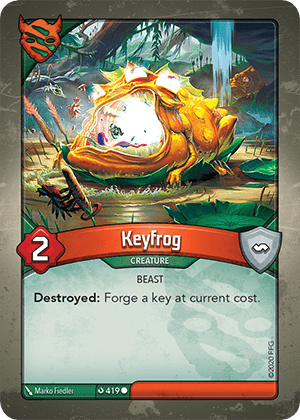 Keyfrog
CREATURE
2
BEAST
Destroyed: Forge a key at current cost.
©2020 FFG
Marko Fiedler
419